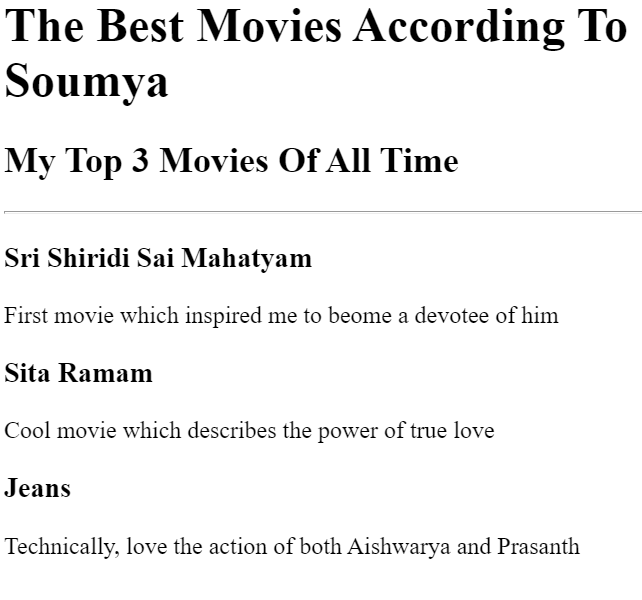 The Best Movies According To
Soumya
My Top 3 Movies Of All Time
Sri Shiridi Sai Mahatyam
First movie which inspired me to beome a devotee of him
Sita Ramam
Cool movie which describes the power of true love
Jeans
Technically, love the action of both Aishwarya and Prasanth